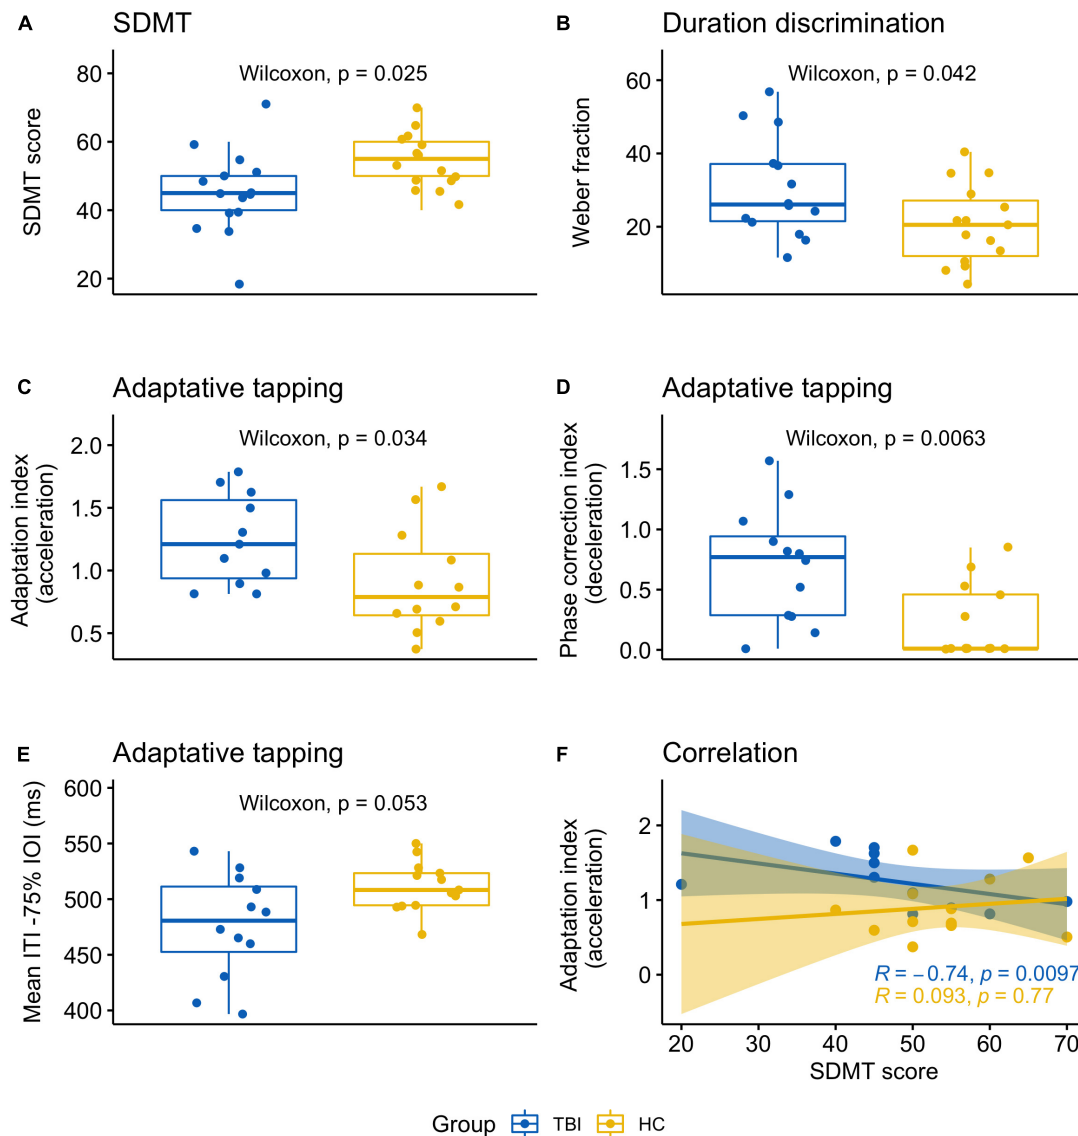 A SDMT
Wilcoxon, p = 0.025
SDMT score
80
60
40
20
B Duration discrimination
Wilcoxon, p = 0.042
Weber fraction
60
40
20
C Adaptative tapping
Wilcoxon, p = 0.034
Adaptation index
(acceleration)
2.0
1.5
1.0
0.5
D Adaptative tapping
Wilcoxon, p = 0.0063
Phase correction index
(deceleration)
1.5
1.0
0.5
0.0
E Adaptative tapping
Wilcoxon, p = 0.053
Mean ITI -75% IOI (ms)
600
550
500
450
400
F Correlation
Adaptation index
(acceleration)
2
1
0
R = −0.74, p = 0.0097
R = 0.093, p = 0.77
20 30 40 50 60 70
SDMT score
Group TBI HC